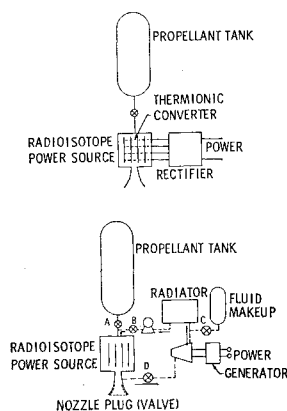 PROPELLANT TANK
THERMIONIC
CONVERTER
RADIOISOTOPE
POWER SOURCE
POWER
RECTIFIER
PROPELLANT TANK
RADIATOR
FLUID
MAKEUP
A
B
C
RADIOISOTOPE
POWER SOURCE
D
POWER
GENERATOR
NOZZLE PLUG (VALVE)